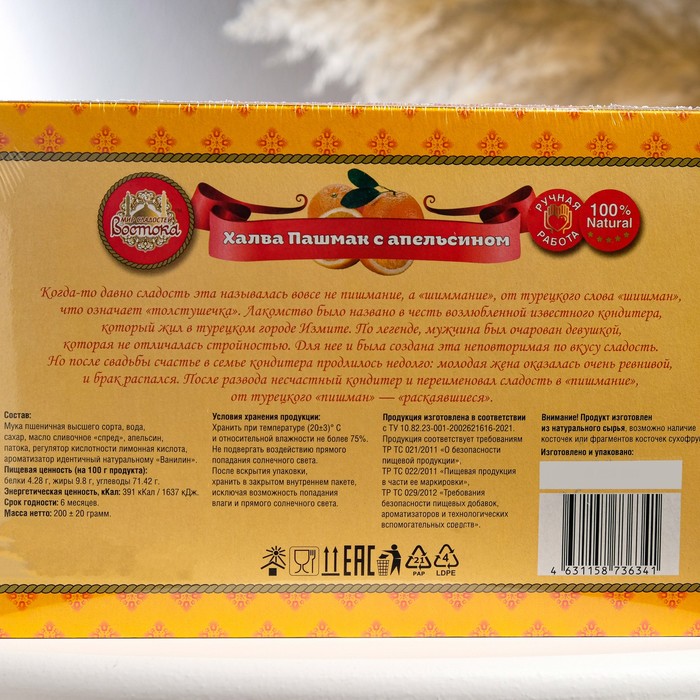 МИР СЛАДОСТЕЙ
Востока
Халва Пашмак с апельсином
РУЧНАЯ
РАБОТА
100%
Natural
Когда-то давно сладость эта называлась вовсе не пишмание, а «шиммание», от турецкого слова «шишман»,
что означает «толстушечка». Лакомство было названо в честь возлюбленной известного кондитера,
который жил в турецком городе Измите. По легенде, мужчина был очарован девушкой,
которая не отличалась стройностью. Для нее и была создана эта неповторимая по вкусу сладость.
Но после свадьбы счастье в семье кондитера продлилось недолго: молодая жена оказалась очень ревнивой,
и брак распался. После развода несчастный кондитер и переименовал сладость в «пишмание»,
от турецкого «пишман» — «раскаявшиеся».
Состав:
Мука пшеничная высшего сорта, вода,
сахар, масло сливочное «спред», апельсин,
патока, регулятор кислотности лимонная кислота,
ароматизатор идентичный натуральному «Ванилин».
Пищевая ценность (на 100 г продукта):
белки 4.28 г, жиры 9.8 г, углеводы 71.42 г.
Энергетическая ценность, кКал: 391 кКал / 1637 кДж.
Срок годности: 6 месяцев.
Масса нетто: 200 ± 20 грамм.
Условия хранения продукции:
Хранить при температуре (20±3)° С
и относительной влажности не более 75%.
Не подвергать воздействию прямого
попадания солнечного света.
После вскрытия упаковки,
хранить в закрытом внутреннем пакете,
исключая возможность попадания
влаги и прямого солнечного света.
Продукция изготовлена в соответствии
с ТУ 10.82.23-001-2002621616-2021.
Продукция соответствует требованиям
ТР ТС 021/2011 «О безопасности
пищевой продукции»,
ТР ТС 022/2011 «Пищевая продукция
в части ее маркировки»,
ТР ТС 029/2012 «Требования
безопасности пищевых добавок,
ароматизаторов и технологических
вспомогательных средств».
Внимание! Продукт изготовлен
из натурального сырья, возможно наличие
косточек или фрагментов косточек сухофру
Изготовлено и упаковано:
4 631158 736341
EAC
21
PAP
4
LDPE